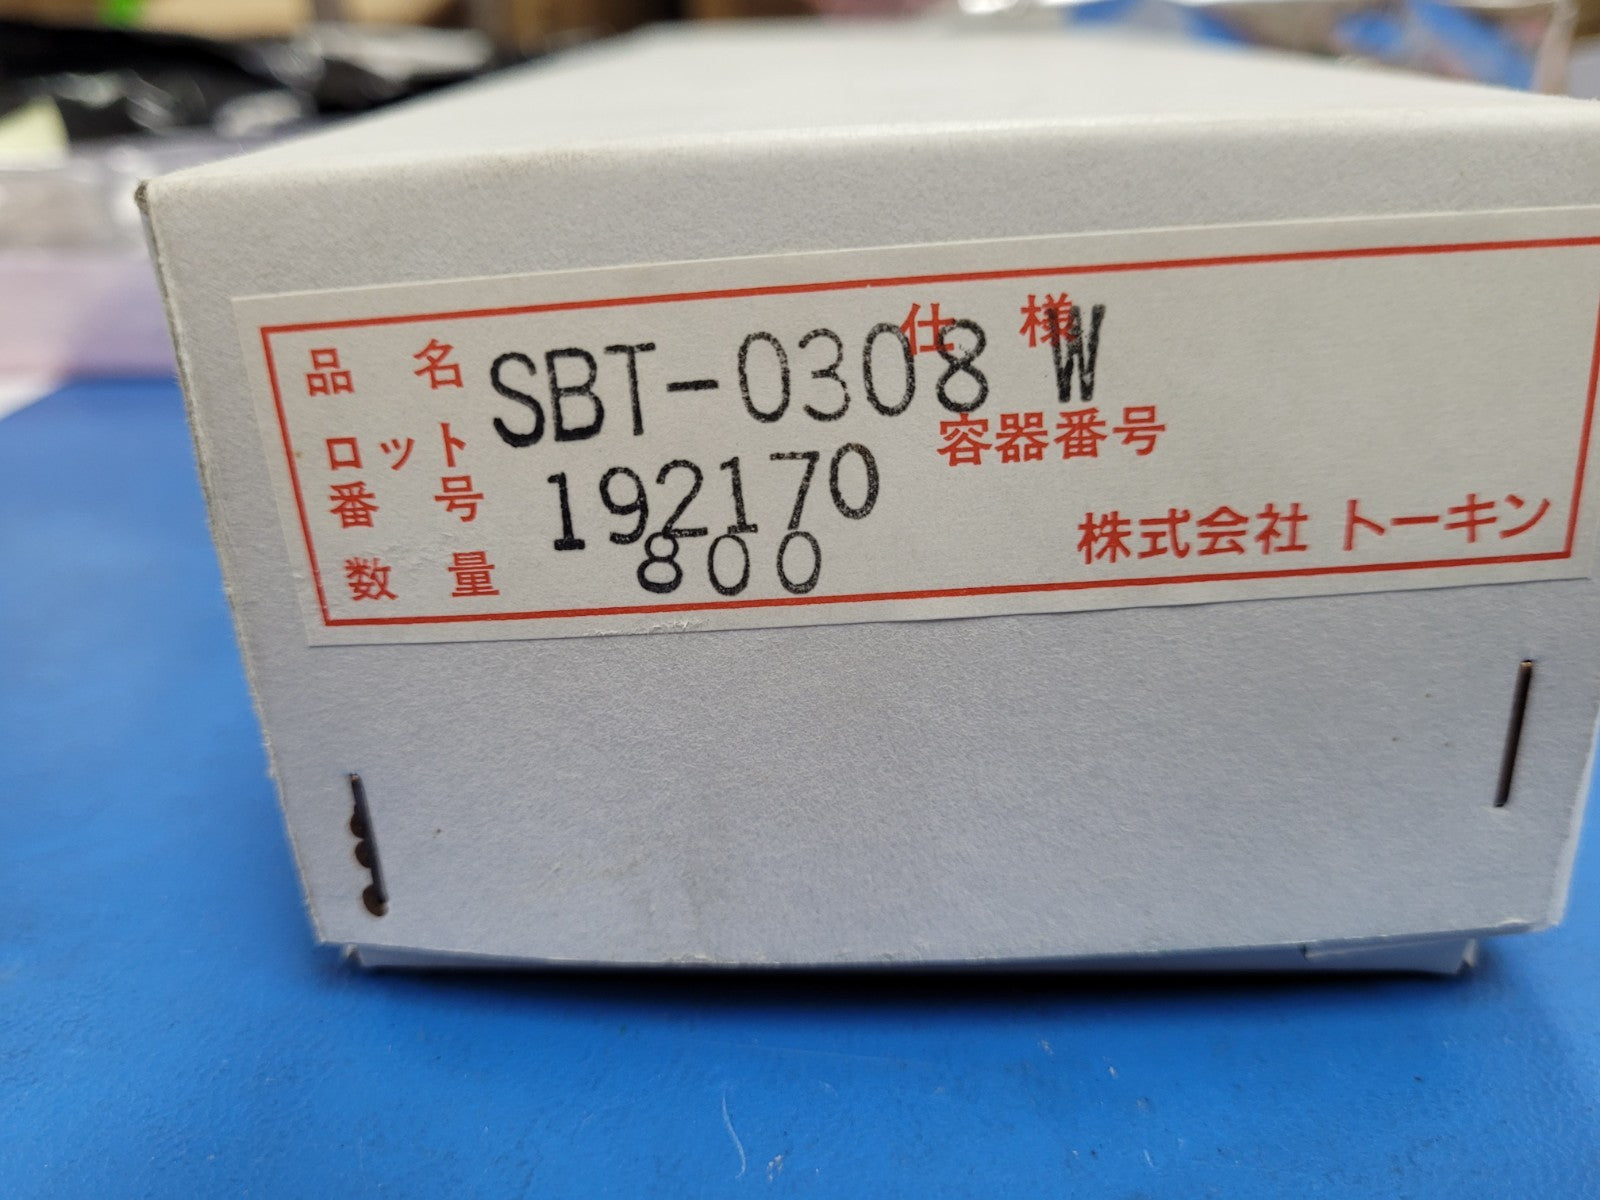 品 名 SBT-0308 W 仕 様
ロット
番 号 192170 容器番号
数 量 800 株式会社 トーキン